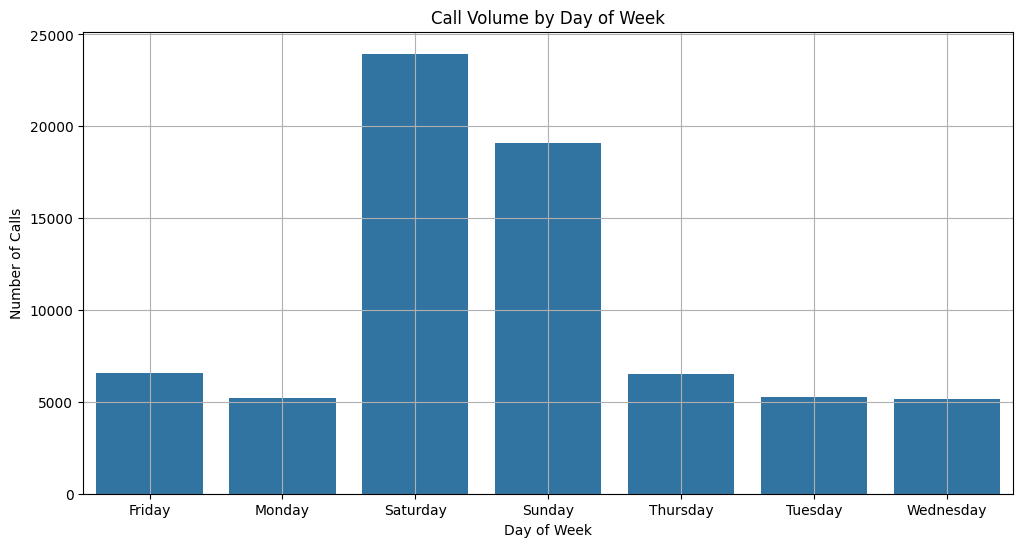 Call Volume by Day of Week
Number of Calls
25000
20000
15000
10000
5000
0
Friday Monday Saturday Sunday Thursday Tuesday Wednesday
Day of Week